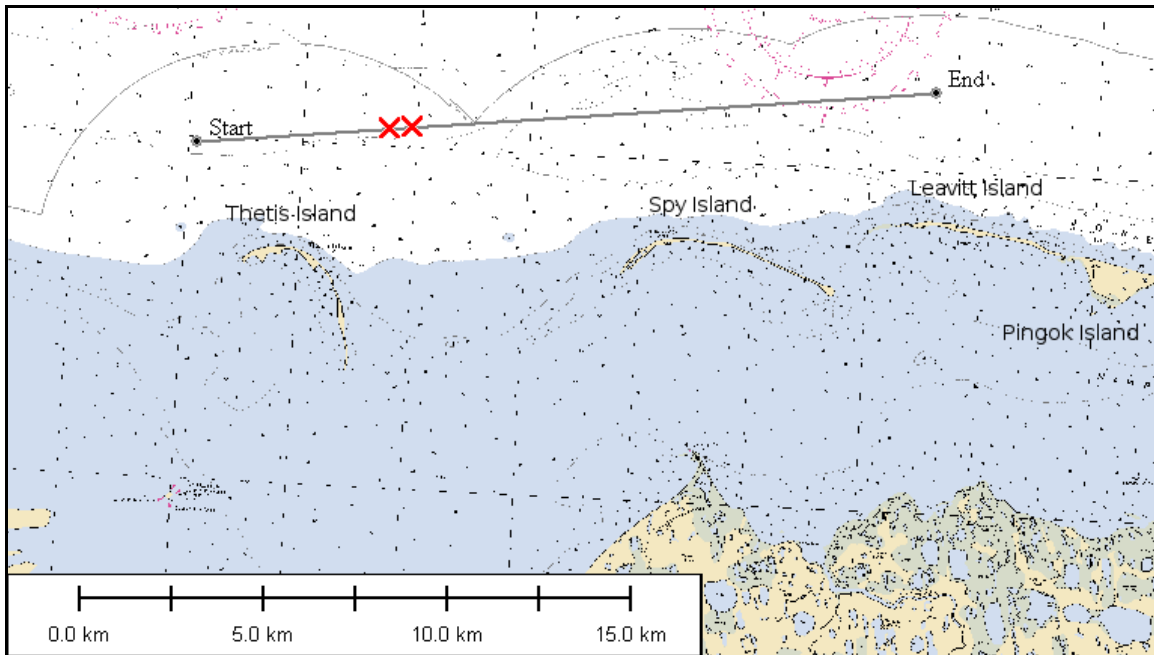 End
Start
Leavitt Island
Spy Island
Thetis Island
Pingok Island
0.0 km 5.0 km 10.0 km 15.0 km